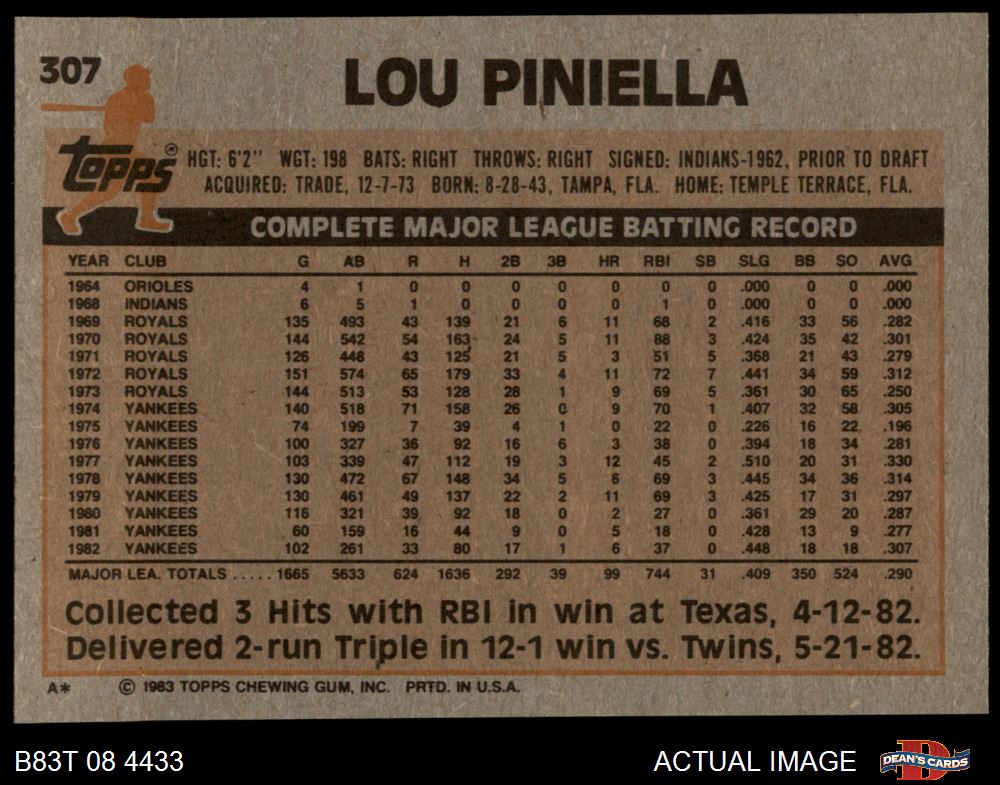 307
LOU PINIELLA
Topps®
HGT: 6'2" WGT: 198 BATS: RIGHT THROWS: RIGHT SIGNED: INDIANS-1962, PRIOR TO DRAFT
ACQUIRED: TRADE, 12-7-73 BORN: 8-28-43, TAMPA, FLA. HOME: TEMPLE TERRACE, FLA.
COMPLETE MAJOR LEAGUE BATTING RECORD
YEAR CLUB G AB R H 2B 3B HR RBI SB SLG BB SO AVG
1964 ORIOLES 4 1 0 0 0 0 0 0 0 .000 0 0 .000
1968 INDIANS 6 5 1 0 0 0 0 1 0 .000 0 0 .000
1969 ROYALS 135 493 43 139 21 6 11 68 2 .416 33 56 .282
1970 ROYALS 144 542 54 163 24 5 11 88 3 .424 35 42 .301
1971 ROYALS 126 448 43 125 21 5 3 51 5 .368 21 43 .279
1972 ROYALS 151 574 65 179 33 4 11 72 7 .441 34 59 .312
1973 ROYALS 144 513 53 128 28 1 9 69 5 .361 30 65 .250
1974 YANKEES 140 518 71 158 26 0 9 70 1 .407 32 58 .305
1975 YANKEES 74 199 7 39 4 1 0 22 0 .226 16 22 .196
1976 YANKEES 100 327 36 92 16 6 3 38 0 .394 18 34 .281
1977 YANKEES 103 339 47 112 19 3 12 45 2 .510 20 31 .330
1978 YANKEES 130 472 67 148 34 5 6 69 3 .445 34 36 .314
1979 YANKEES 130 461 49 137 22 2 11 69 3 .425 17 31 .297
1980 YANKEES 116 321 39 92 18 0 2 27 0 .361 29 20 .287
1981 YANKEES 60 159 16 44 9 0 5 18 0 .428 13 9 .277
1982 YANKEES 102 261 33 80 17 1 6 37 0 .448 18 18 .307
MAJOR LEA. TOTALS ..... 1665 5633 624 1636 292 39 99 744 31 .409 350 524 .290
Collected 3 Hits with RBI in win at Texas, 4-12-82.
Delivered 2-run Triple in 12-1 win vs. Twins, 5-21-82.
A* © 1983 TOPPS CHEWING GUM, INC. PRTD. IN U.S.A.
B83T 08 4433 ACTUAL IMAGE D DEAN'S CARDS